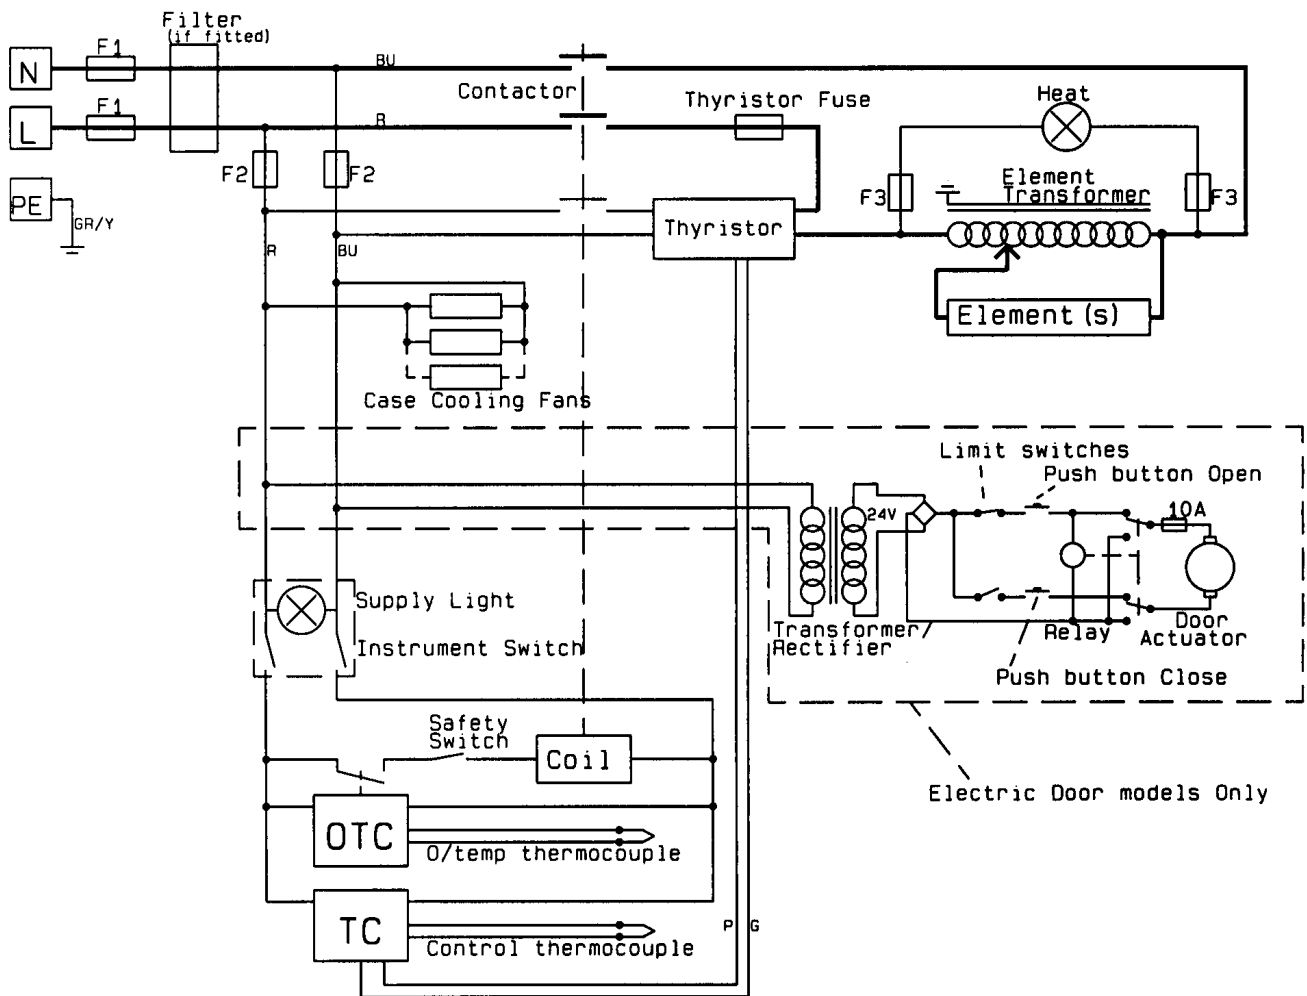 Filter
(if fitted)
N
F1
BU
Contactor
L
F1
R
Thyristor Fuse
Heat
F2
F2
F3
Element
Transformer
F3
PE
GR/Y
Thyristor
R
BU
Element(s)
Case Cooling Fans
Limit switches
Push button Open
24V
10A
Supply Light
Instrument Switch
Transformer/
Rectifier
Relay
Door
Actuator
Push button Close
Safety
Switch
Coil
Electric Door models Only
OTC
O/temp thermocouple
TC
Control thermocouple
P
G